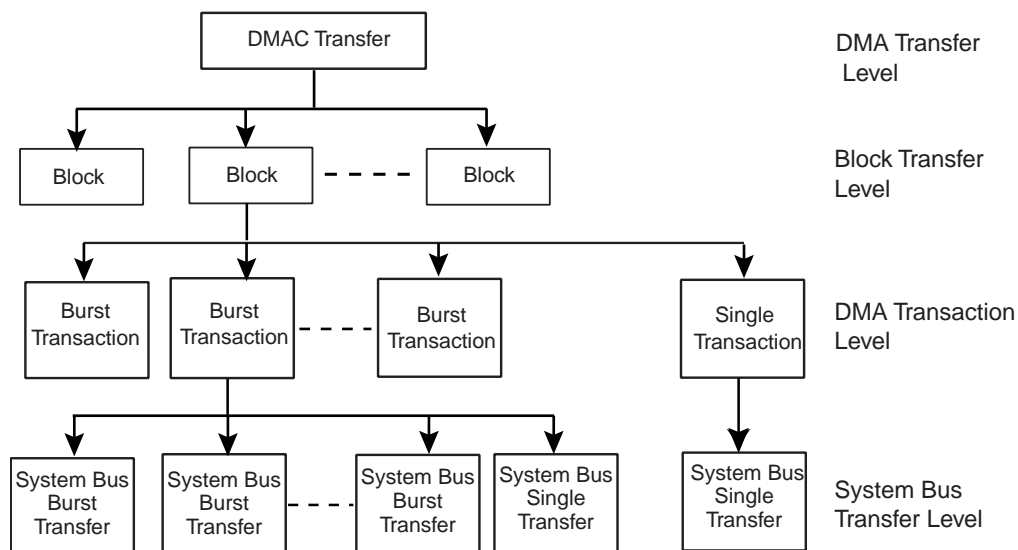 DMAC Transfer
DMA Transfer
Level
Block
Block
Block
Block Transfer
Level
Burst
Transaction
Burst
Transaction
Burst
Transaction
Single
Transaction
DMA Transaction
Level
System Bus
Burst
Transfer
System Bus
Burst
Transfer
System Bus
Burst
Transfer
System Bus
Single
Transfer
System Bus
Single
Transfer
System Bus
Transfer Level